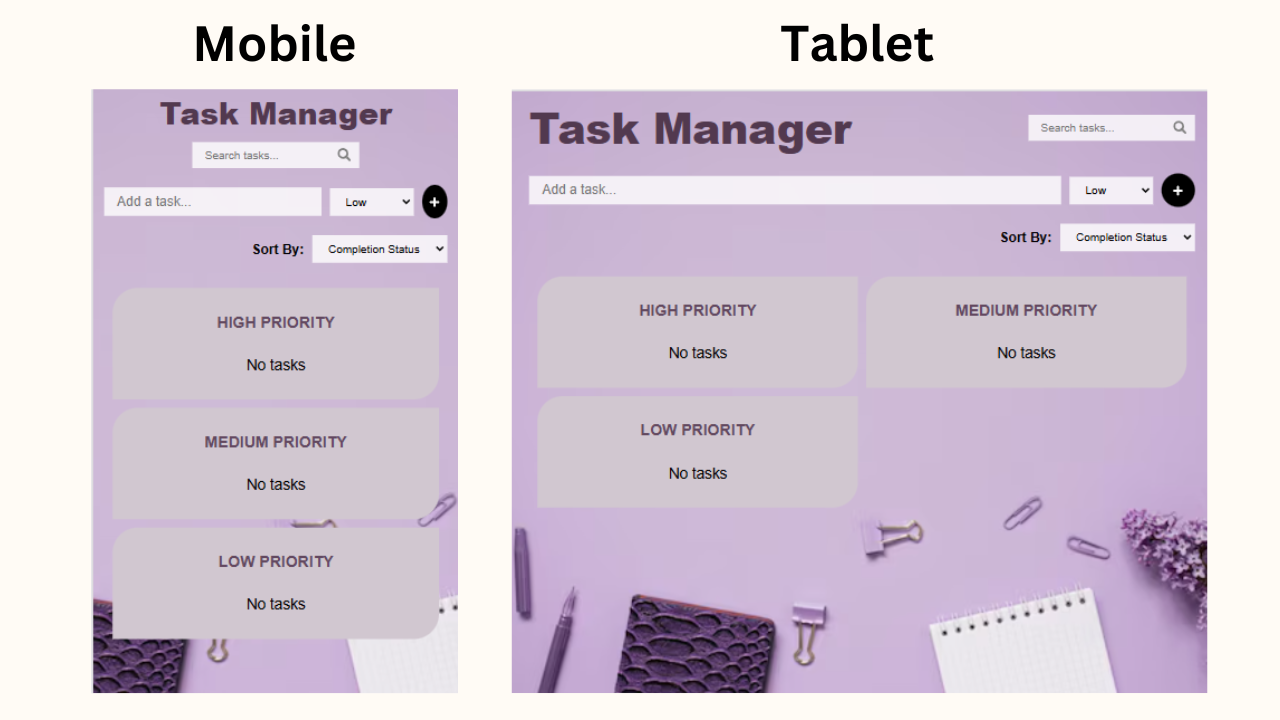 Mobile
Task Manager
Search tasks...
Add a task...
Low
+
Sort By:
Completion Status
HIGH PRIORITY
No tasks
MEDIUM PRIORITY
No tasks
LOW PRIORITY
No tasks
Tablet
Task Manager
Search tasks...
Add a task...
Low
+
Sort By:
Completion Status
HIGH PRIORITY
No tasks
MEDIUM PRIORITY
No tasks
LOW PRIORITY
No tasks